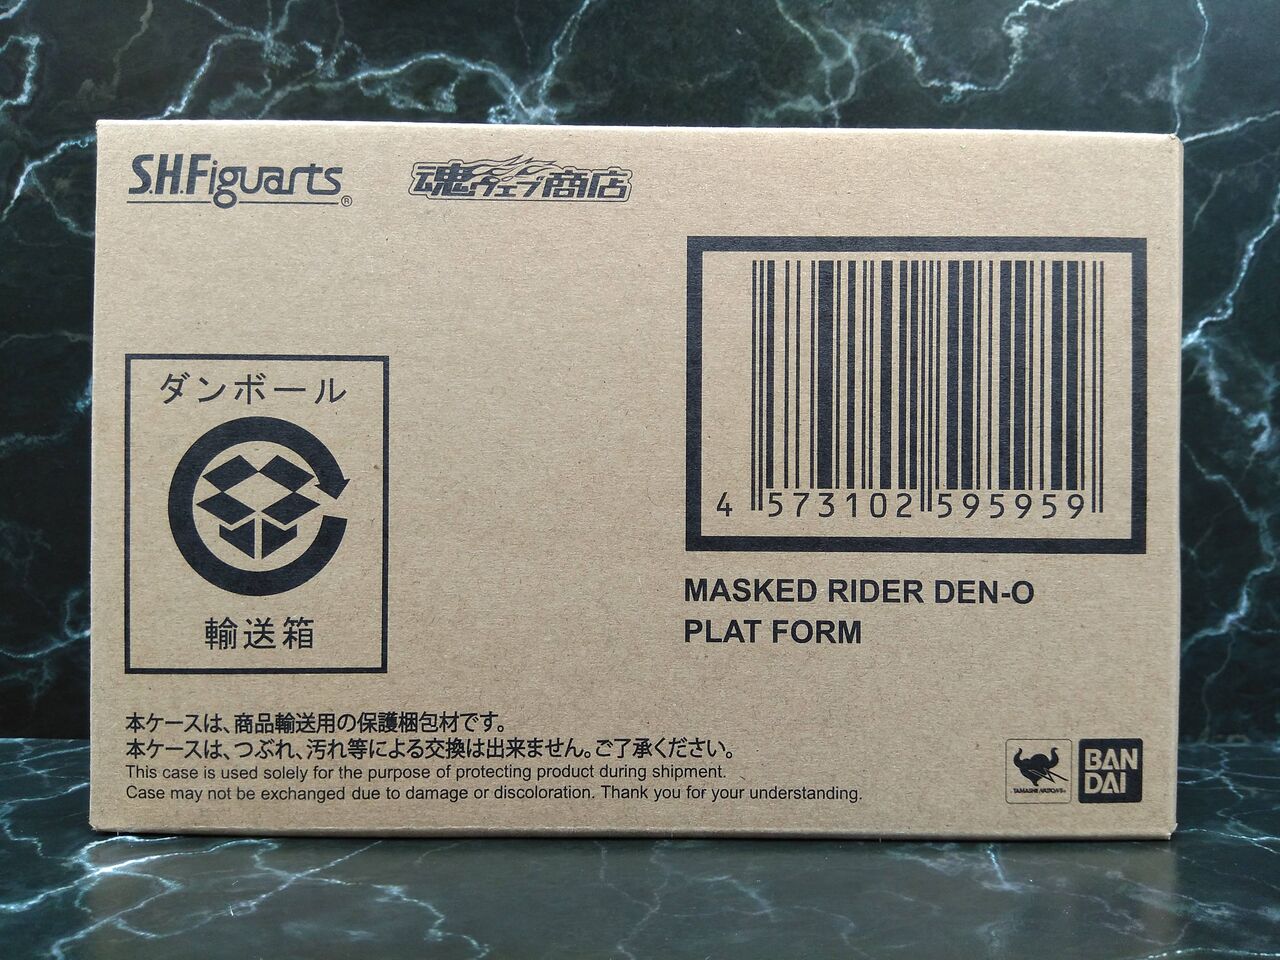 S.H.Figuarts®
魂ウェブ商店
4 573102 595959
MASKED RIDER DEN-O
PLAT FORM
ダンボール
輸送箱
本ケースは、商品輸送用の保護梱包材です。
本ケースは、つぶれ、汚れ等による交換は出来ません。ご了承ください。
This case is used solely for the purpose of protecting product during shipment.
Case may not be exchanged due to damage or discoloration. Thank you for your understanding.
TAMASHII NATIONS
BAN
DAI